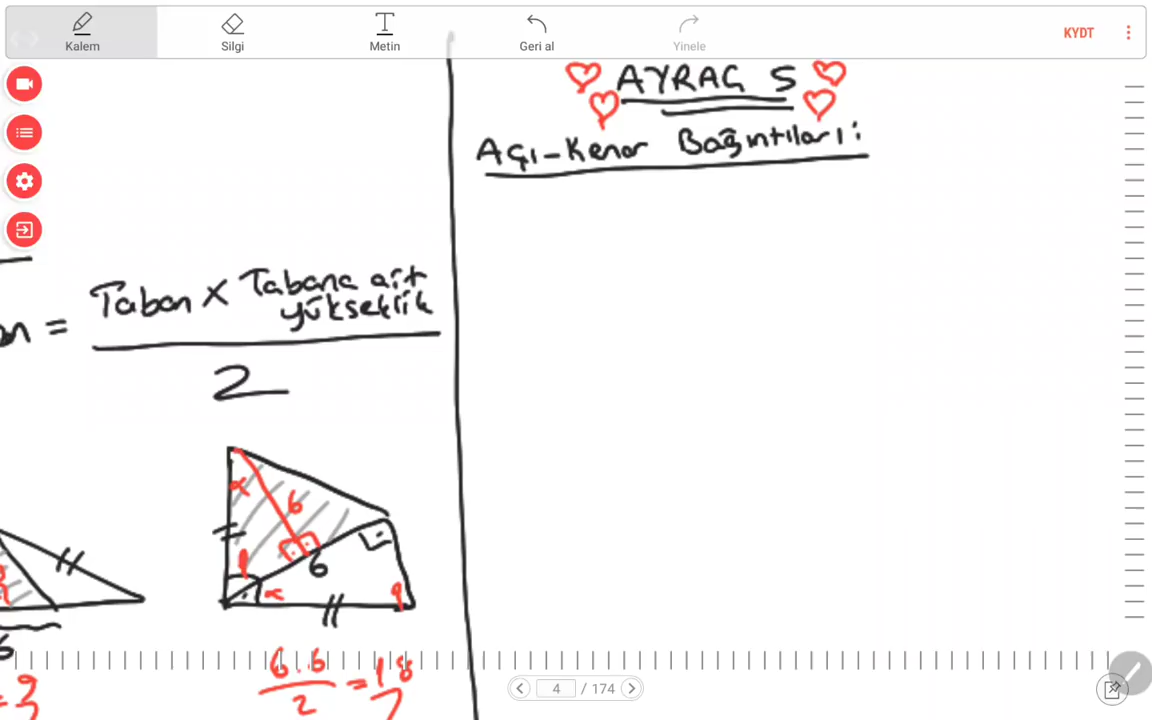 Kalem Silgi Metin Geri al Yinele KYDT
AYRAÇ 5
Açı-Kenar Bağıntıları:
Taban x Tabana ait
yükseklik
=
2
α
6
6
α
6.6
2
=18
4 / 174